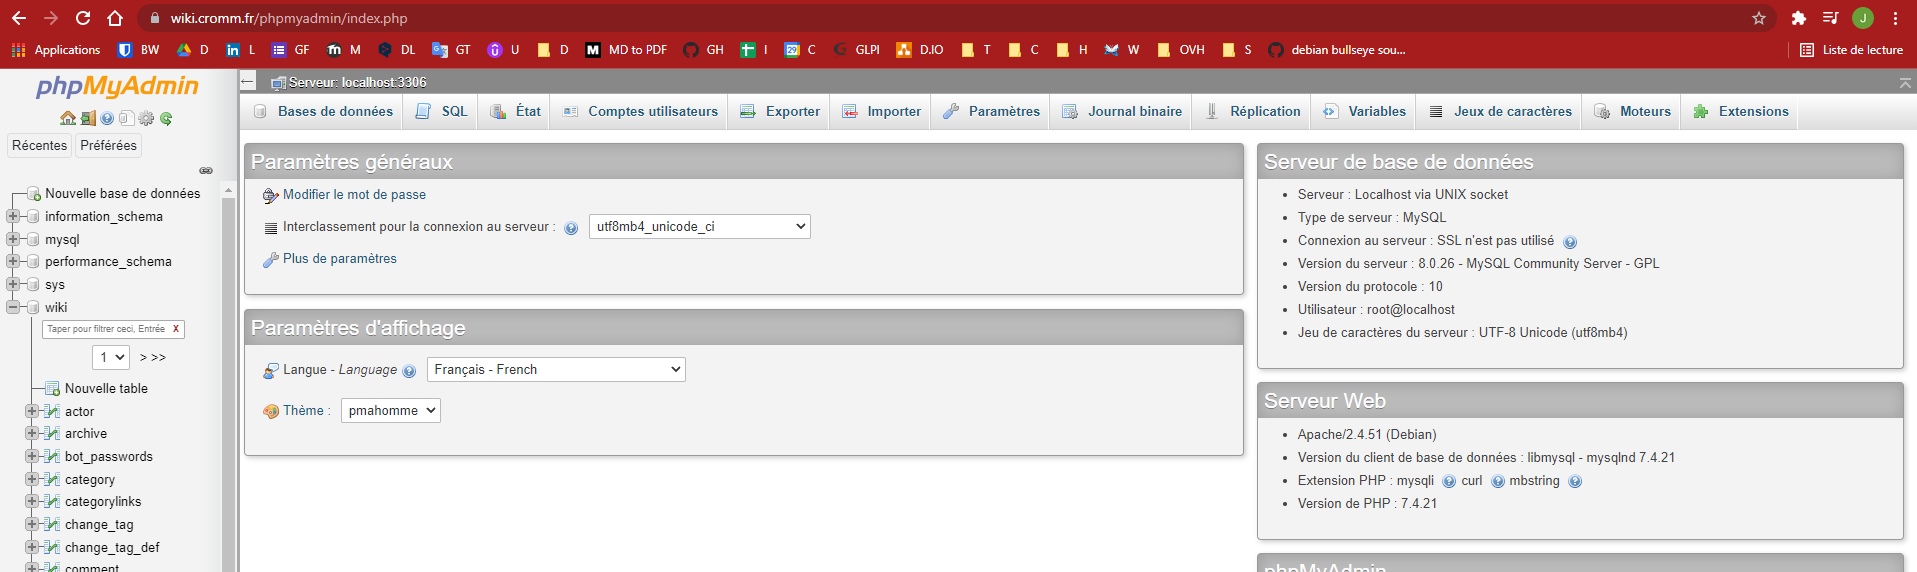 wiki.cromm.fr/phpmyadmin/index.php
J
Applications BW D L GF M DL GT U D MD to PDF GH I C GLPI D.IO T C H W OVH S debian bullseye sou... Liste de lecture
phpMyAdmin
Récentes Préférées
Nouvelle base de données
information_schema
mysql
performance_schema
sys
wiki
Taper pour filtrer ceci, Entrée X
1 > >>
Nouvelle table
actor
archive
bot_passwords
category
categorylinks
change_tag
change_tag_def
comment
← Serveur: localhost:3306
Bases de données SQL État Comptes utilisateurs Exporter Importer Paramètres Journal binaire Réplication Variables Jeux de caractères Moteurs Extensions
Paramètres généraux
Modifier le mot de passe
Interclassement pour la connexion au serveur : utf8mb4_unicode_ci
Plus de paramètres
Paramètres d'affichage
Langue - Language Français - French
Thème : pmahomme
Serveur de base de données
• Serveur : Localhost via UNIX socket
• Type de serveur : MySQL
• Connexion au serveur : SSL n'est pas utilisé
• Version du serveur : 8.0.26 - MySQL Community Server - GPL
• Version du protocole : 10
• Utilisateur : root@localhost
• Jeu de caractères du serveur : UTF-8 Unicode (utf8mb4)
Serveur Web
• Apache/2.4.51 (Debian)
• Version du client de base de données : libmysql - mysqlnd 7.4.21
• Extension PHP : mysqli curl mbstring
• Version de PHP : 7.4.21
phpMyAdmin